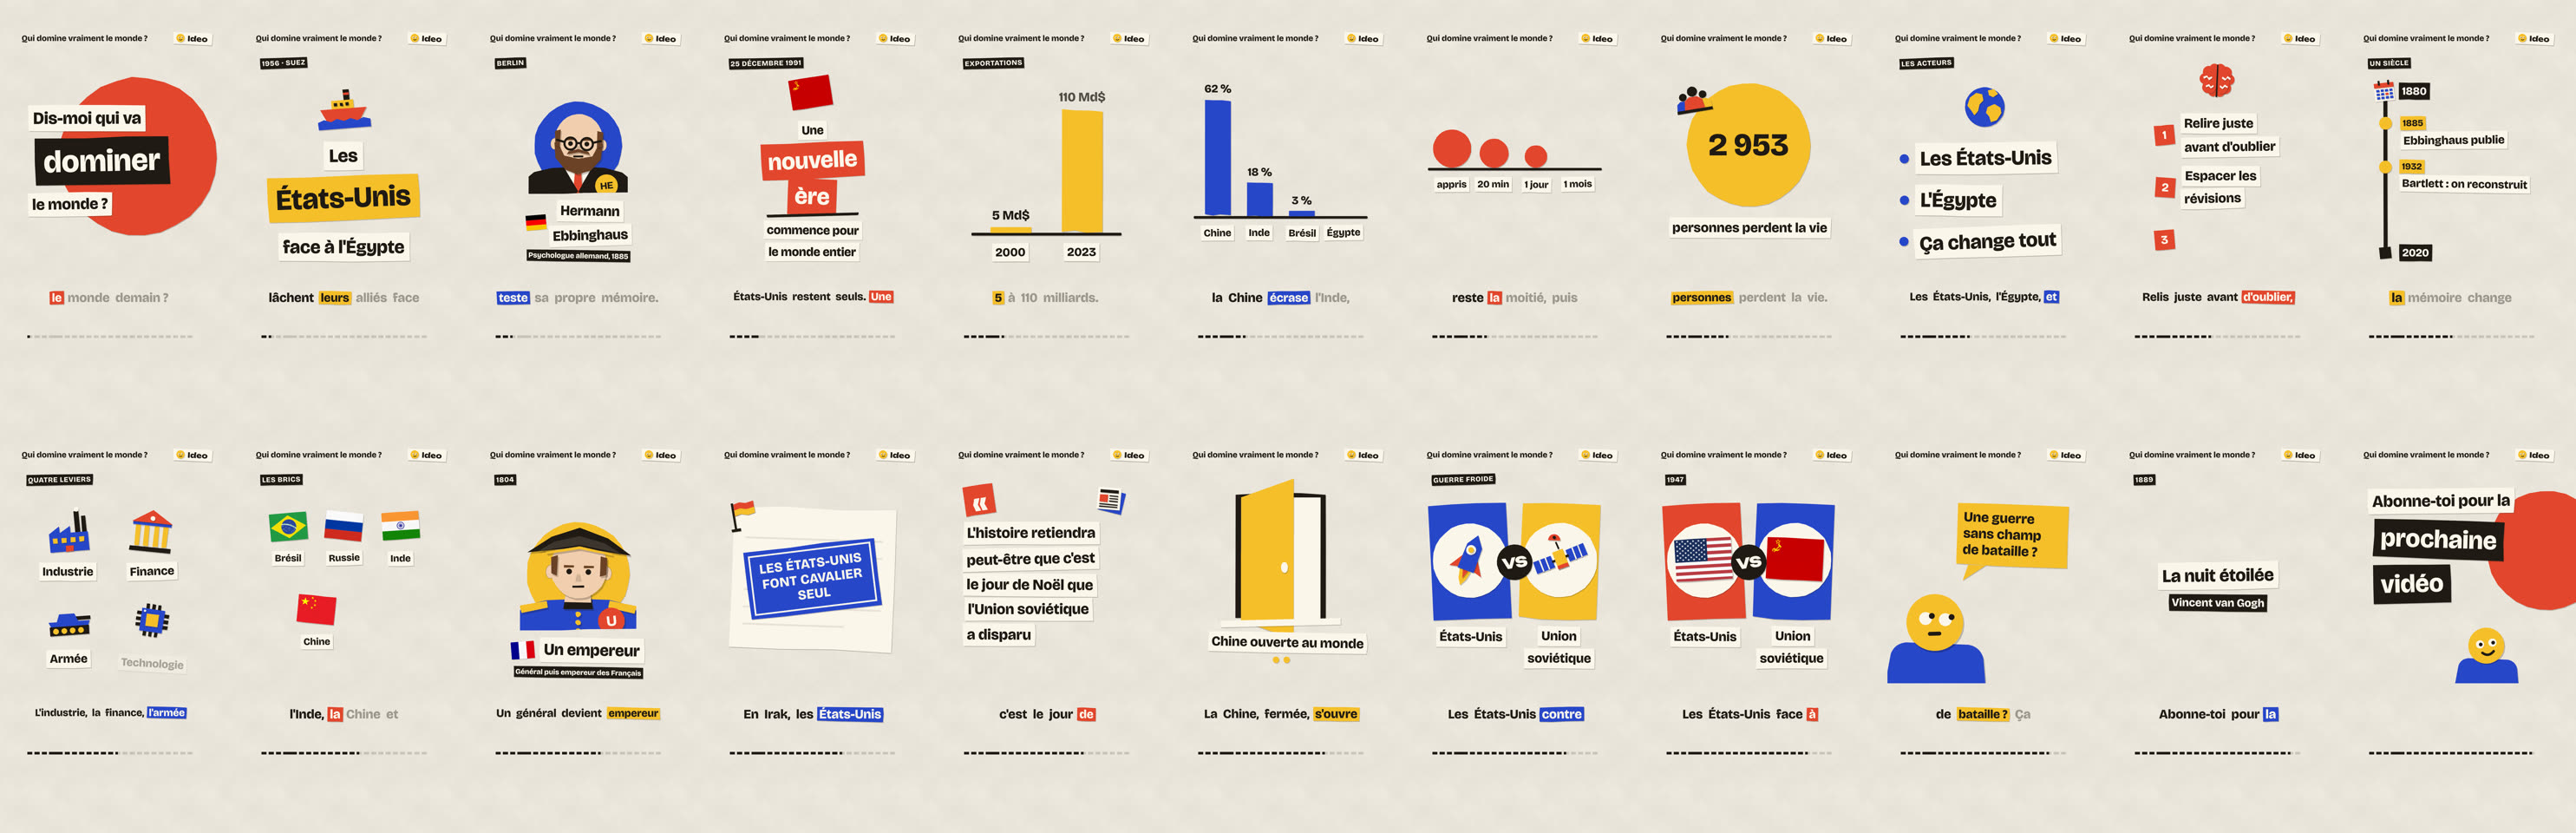 Qui domine vraiment le monde ?
Ideo
Dis-moi qui va
dominer
le monde ?
le monde demain ?
Qui domine vraiment le monde ?
Ideo
1956 · SUEZ
Les
États-Unis
face à l'Égypte
lâchent leurs alliés face
Qui domine vraiment le monde ?
Ideo
BERLIN
HE
Hermann
Ebbinghaus
Psychologue allemand, 1885
teste sa propre mémoire.
Qui domine vraiment le monde ?
Ideo
25 DÉCEMBRE 1991
Une
nouvelle
ère
commence pour
le monde entier
États-Unis restent seuls. Une
Qui domine vraiment le monde ?
Ideo
EXPORTATIONS
110 Md$
5 Md$
2000
2023
5 à 110 milliards.
Qui domine vraiment le monde ?
Ideo
62 %
18 %
3 %
Chine
Inde
Brésil
Égypte
la Chine écrase l'Inde,
Qui domine vraiment le monde ?
Ideo
appris
20 min
1 jour
1 mois
reste la moitié, puis
Qui domine vraiment le monde ?
Ideo
2 953
personnes perdent la vie
personnes perdent la vie.
Qui domine vraiment le monde ?
Ideo
LES ACTEURS
Les États-Unis
L'Égypte
Ça change tout
Les États-Unis, l'Égypte, et
Qui domine vraiment le monde ?
Ideo
1
Relire juste
avant d'oublier
2
Espacer les
révisions
3
Relis juste avant d'oublier,
Qui domine vraiment le monde ?
Ideo
UN SIÈCLE
1880
1885
Ebbinghaus publie
1932
Bartlett : on reconstruit
2020
la mémoire change
Qui domine vraiment le monde ?
Ideo
QUATRE LEVIERS
Industrie
Finance
Armée
Technologie
L'industrie, la finance, l'armée
Qui domine vraiment le monde ?
Ideo
LES BRICS
Brésil
Russie
Inde
Chine
l'Inde, la Chine et
Qui domine vraiment le monde ?
Ideo
1804
U
Un empereur
Général puis empereur des Français
Un général devient empereur
Qui domine vraiment le monde ?
Ideo
LES ÉTATS-UNIS
FONT CAVALIER
SEUL
En Irak, les États-Unis
Qui domine vraiment le monde ?
Ideo
«
L'histoire retiendra
peut-être que c'est
le jour de Noël que
l'Union soviétique
a disparu
c'est le jour de
Qui domine vraiment le monde ?
Ideo
Chine ouverte au monde
La Chine, fermée, s'ouvre
Qui domine vraiment le monde ?
Ideo
GUERRE FROIDE
VS
États-Unis
Union
soviétique
Les États-Unis contre
Qui domine vraiment le monde ?
Ideo
1947
VS
États-Unis
Union
soviétique
Les États-Unis face à
Qui domine vraiment le monde ?
Ideo
Une guerre
sans champ
de bataille ?
de bataille ? Ça
Qui domine vraiment le monde ?
Ideo
1889
La nuit étoilée
Vincent van Gogh
Abonne-toi pour la
Qui domine vraiment le monde ?
Ideo
Abonne-toi pour la
prochaine
vidéo